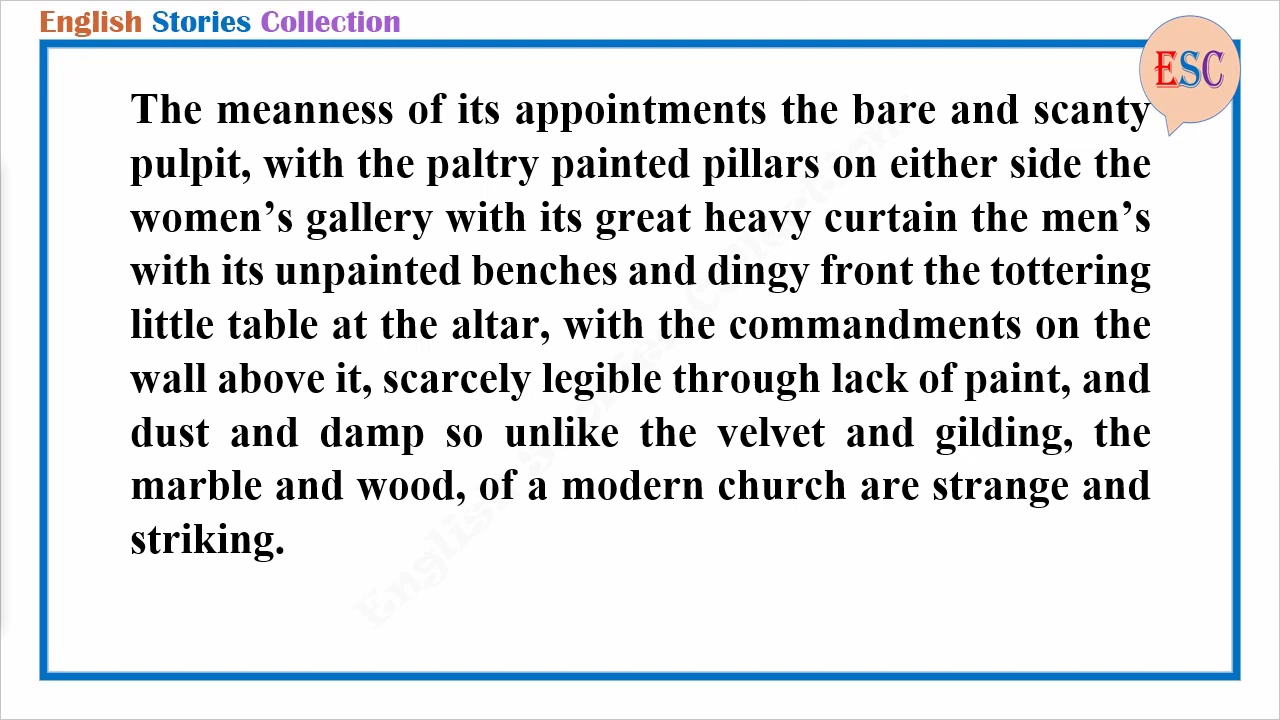 English Stories Collection
ESC
The meanness of its appointments the bare and scanty
pulpit, with the paltry painted pillars on either side the
women’s gallery with its great heavy curtain the men’s
with its unpainted benches and dingy front the tottering
little table at the altar, with the commandments on the
wall above it, scarcely legible through lack of paint, and
dust and damp so unlike the velvet and gilding, the
marble and wood, of a modern church are strange and
striking.